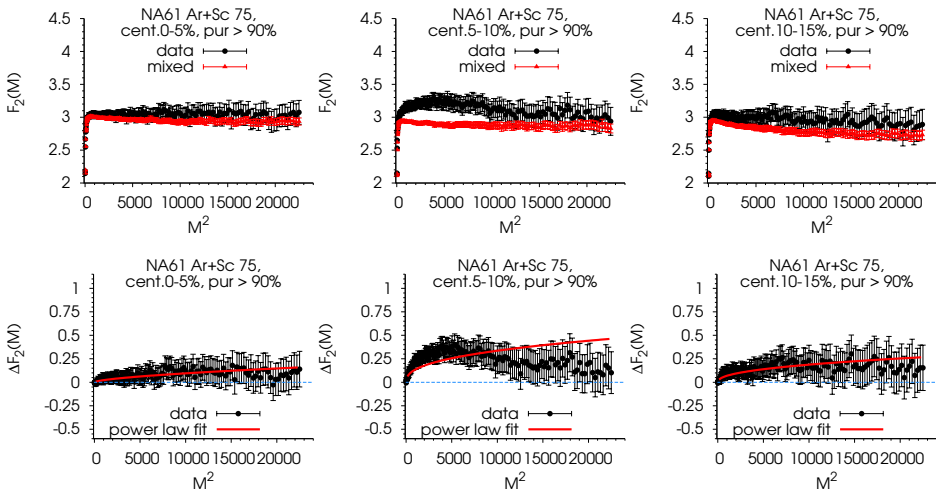 NA61 Ar+Sc 75,
cent.0-5%, pur > 90%
data
mixed
F2(M)
4.5
4
3.5
3
2.5
2
0 5000 10000 15000 20000
M²
NA61 Ar+Sc 75,
cent.5-10%, pur > 90%
data
mixed
F2(M)
4.5
4
3.5
3
2.5
2
0 5000 10000 15000 20000
M²
NA61 Ar+Sc 75,
cent.10-15%, pur > 90%
data
mixed
F2(M)
4.5
4
3.5
3
2.5
2
0 5000 10000 15000 20000
M²
NA61 Ar+Sc 75,
cent.0-5%, pur > 90%
ΔF2(M)
1
0.75
0.5
0.25
0
-0.25
-0.5
data
power law fit
0 5000 10000 15000 20000
M²
NA61 Ar+Sc 75,
cent.5-10%, pur > 90%
ΔF2(M)
1
0.75
0.5
0.25
0
-0.25
-0.5
data
power law fit
0 5000 10000 15000 20000
M²
NA61 Ar+Sc 75,
cent.10-15%, pur > 90%
ΔF2(M)
1
0.75
0.5
0.25
0
-0.25
-0.5
data
power law fit
0 5000 10000 15000 20000
M²